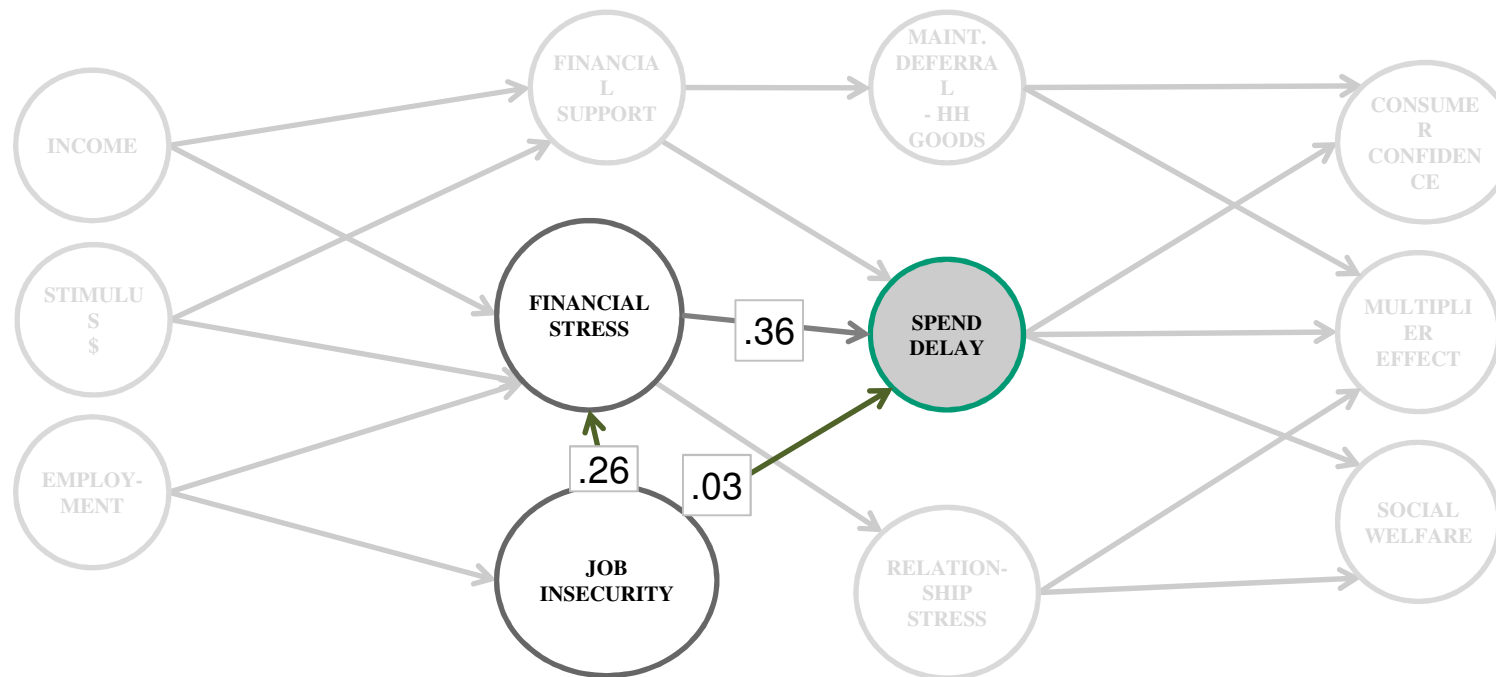 INCOME
STIMULU
S
$
EMPLOY-
MENT
FINANCIA
L
SUPPORT
FINANCIAL
STRESS
.26
JOB
INSECURITY
.36
.03
MAINT.
DEFERRA
L
- HH
GOODS
SPEND
DELAY
RELATION-
SHIP
STRESS
CONSUME
R
CONFIDEN
CE
MULTIPLI
ER
EFFECT
SOCIAL
WELFARE